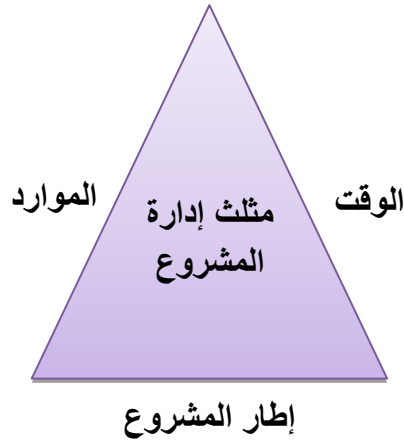 الوقت
الموارد
مثلث إدارة
المشروع
إطار المشروع